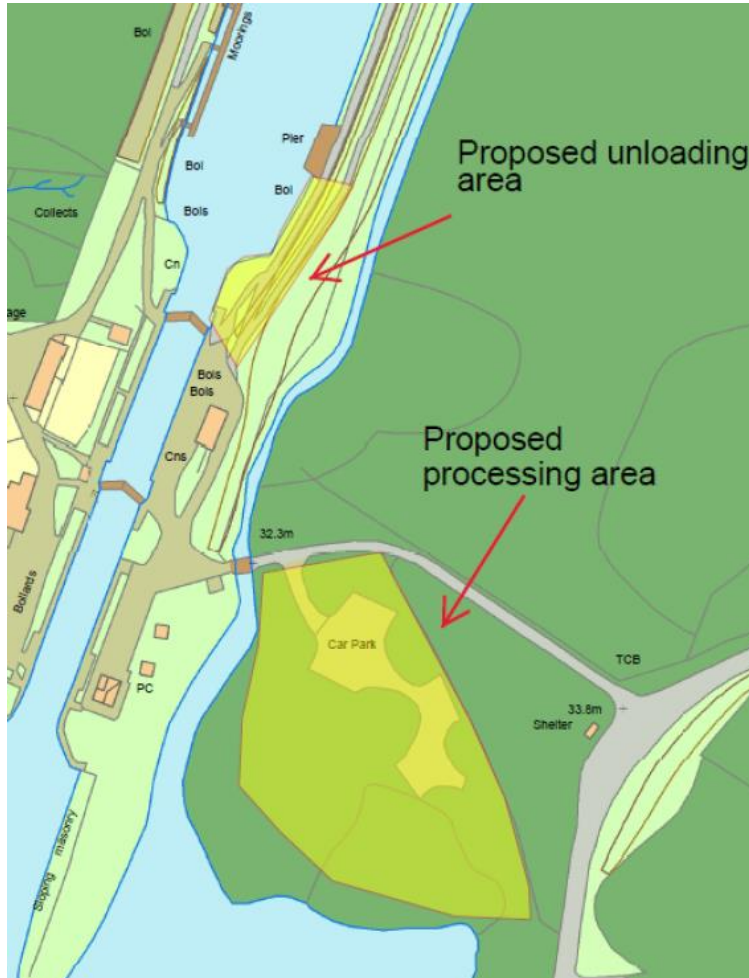 Bol
Moorings
Pier
Proposed unloading
area
Bol
Bol
Collects
Bols
Cn
age
Bols
Bols
Proposed
processing area
Cns
32.3m
Bollards
Car Park
TCB
PC
33.8m
Shelter
Sloping masonry